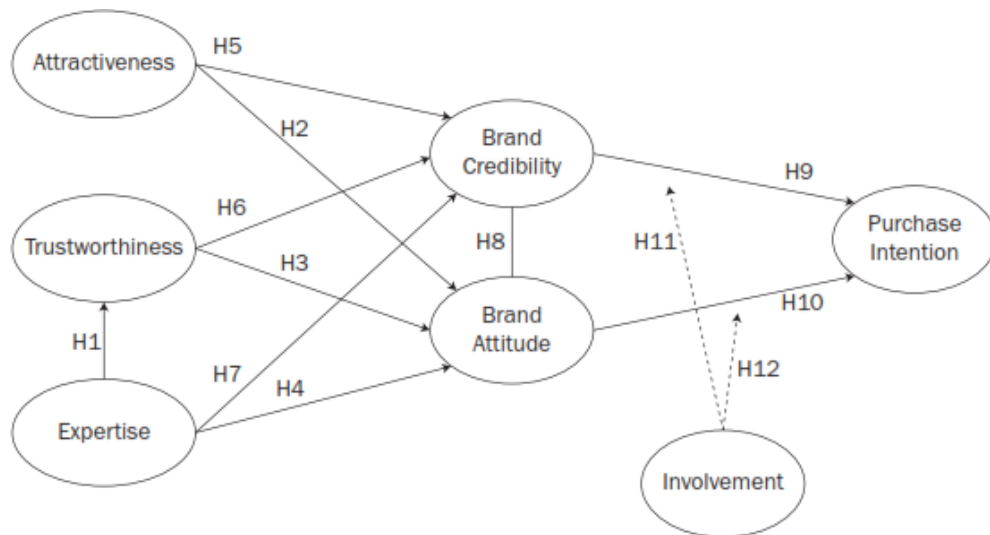 Attractiveness
H5
H2
Brand
Credibility
H9
H6
Trustworthiness
H3
H8
H11
Purchase
Intention
Brand
Attitude
H10
H1
H7
H4
H12
Expertise
Involvement